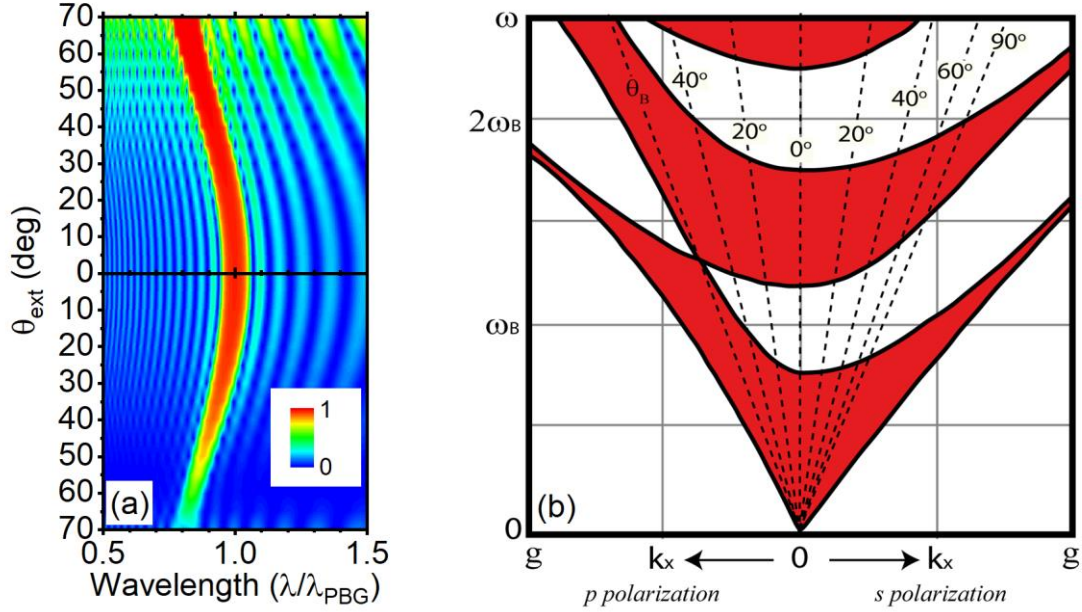 70
60
50
40
30
20
10
0
10
20
30
40
50
60
70
θext (deg)
1
0
(a)
0.5
1.0
1.5
Wavelength (λ/λPBG)
ω
2ωB
ωB
0
θB
40°
20°
0°
20°
40°
60°
90°
(b)
g
kx
0
kx
g
p polarization
s polarization